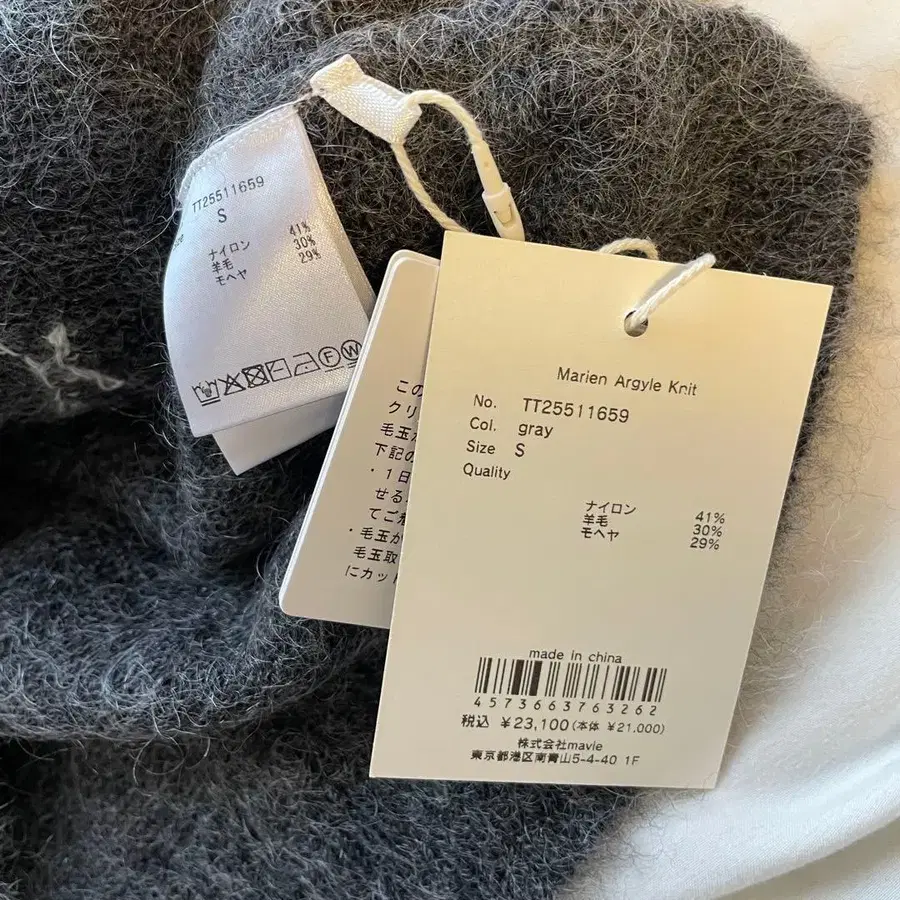 TT25511659
S
ナイロン 41%
羊毛 30%
モヘヤ 29%
この
クリ
毛玉が
下記の
・1日
せる
てご
・毛玉が
毛玉取
にカット
Marien Argyle Knit
No. TT25511659
Col. gray
Size S
Quality
ナイロン 41%
羊毛 30%
モヘヤ 29%
made in china
4573663763262
税込 ¥23,100(本体 ¥21,000)
株式会社mavie
東京都港区南青山5-4-40 1F